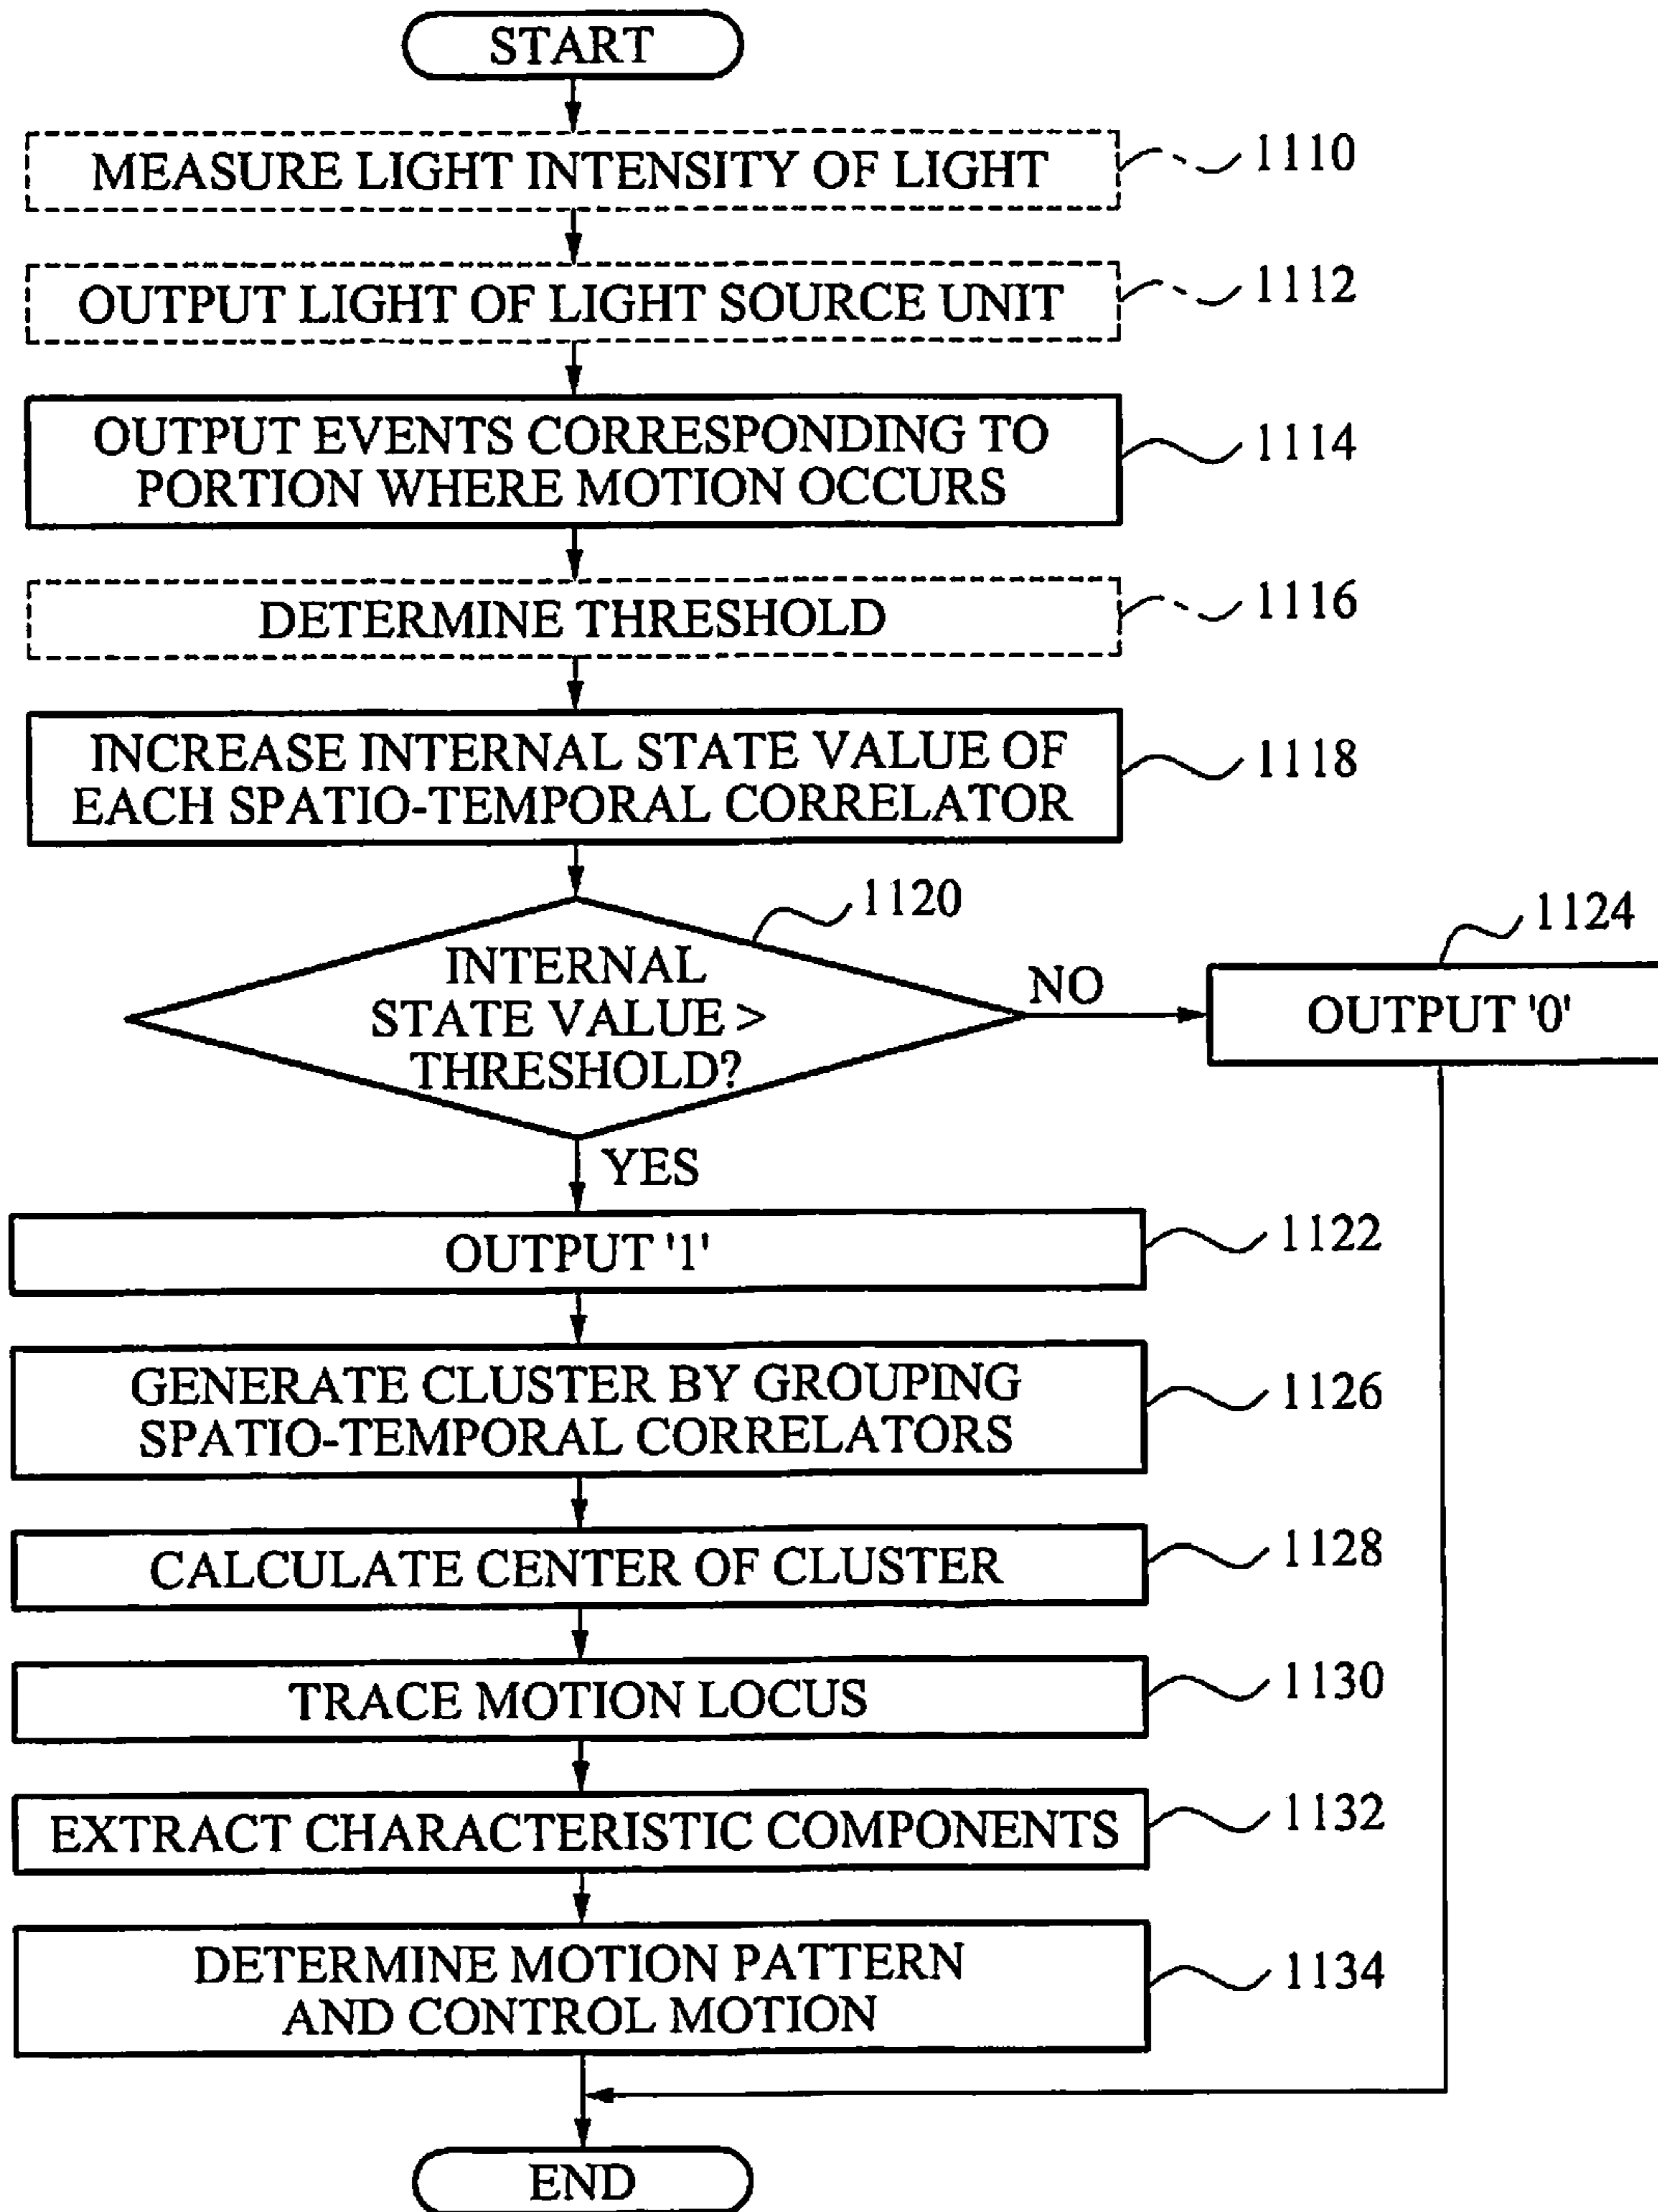 START
MEASURE LIGHT INTENSITY OF LIGHT
1110
OUTPUT LIGHT OF LIGHT SOURCE UNIT
1112
OUTPUT EVENTS CORRESPONDING TO
PORTION WHERE MOTION OCCURS
1114
DETERMINE THRESHOLD
1116
INCREASE INTERNAL STATE VALUE OF
EACH SPATIO-TEMPORAL CORRELATOR
1118
1120
INTERNAL
STATE VALUE >
THRESHOLD?
NO
1124
OUTPUT '0'
YES
OUTPUT '1'
1122
GENERATE CLUSTER BY GROUPING
SPATIO-TEMPORAL CORRELATORS
1126
CALCULATE CENTER OF CLUSTER
1128
TRACE MOTION LOCUS
1130
EXTRACT CHARACTERISTIC COMPONENTS
1132
DETERMINE MOTION PATTERN
AND CONTROL MOTION
1134
END